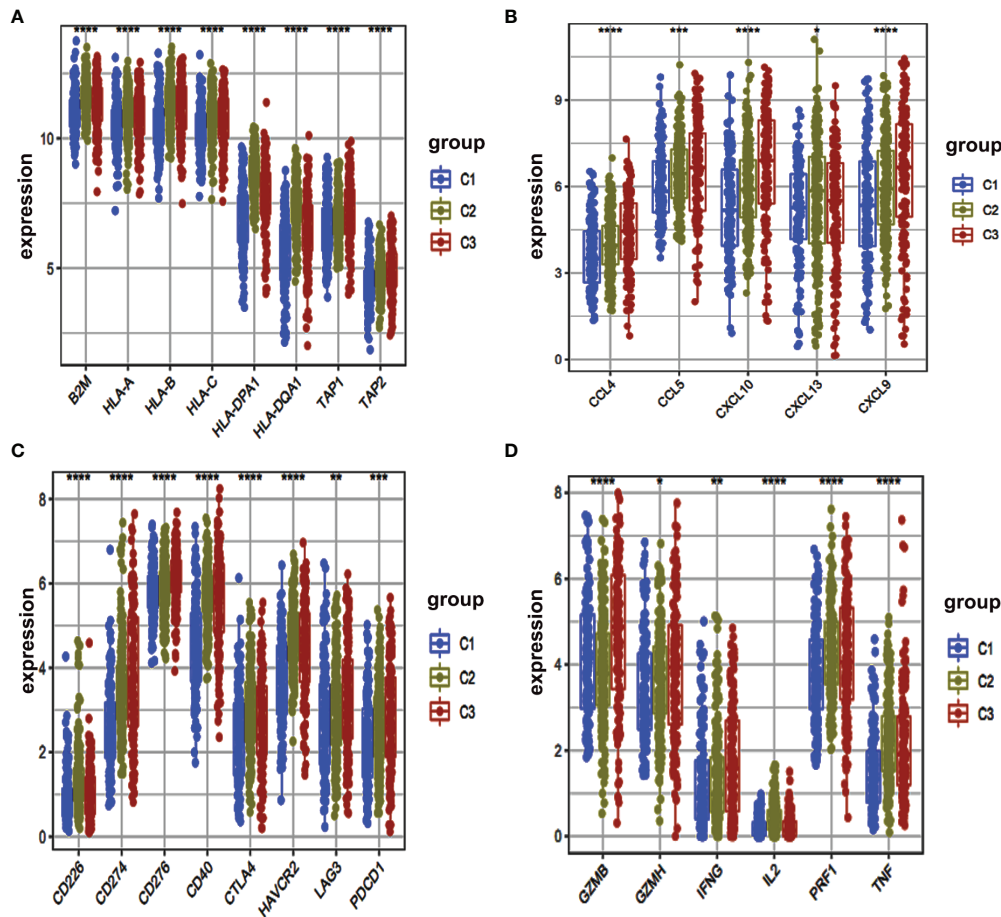 A
**** **** **** **** **** **** **** ****
expression
10
5
B2M HLA-A HLA-B HLA-C HLA-DPA1 HLA-DQA1 TAP1 TAP2
group
C1
C2
C3
B
**** *** **** * ****
expression
9
6
3
0
CCL4 CCL5 CXCL10 CXCL13 CXCL9
group
C1
C2
C3
C
**** **** **** **** **** **** ** ***
expression
8
6
4
2
0
CD226 CD274 CD276 CD40 CTLA4 HAVCR2 LAG3 PDCD1
group
C1
C2
C3
D
**** * ** **** **** ****
expression
8
6
4
2
0
GZMB GZMH IFNG IL2 PRF1 TNF
group
C1
C2
C3